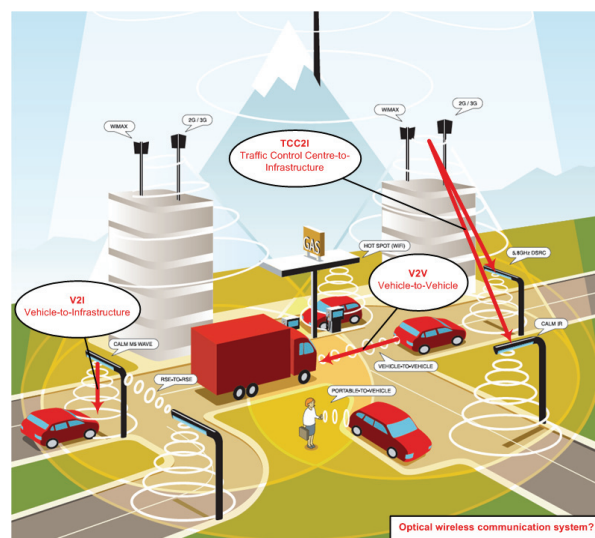 WIMAX
2G / 3G
WIMAX
2G / 3G
TCC2I
Traffic Control Centre-to-
Infrastructure
GAS
HOT SPOT (WIFI)
5.8GHz DSRC
V2I
Vehicle-to-Infrastructure
V2V
Vehicle-to-Vehicle
CALM M5 WAVE
CALM IR
RSE-TO-RSE
VEHICLE-TO-VEHICLE
PORTABLE-TO-VEHICLE
Optical wireless communication system?